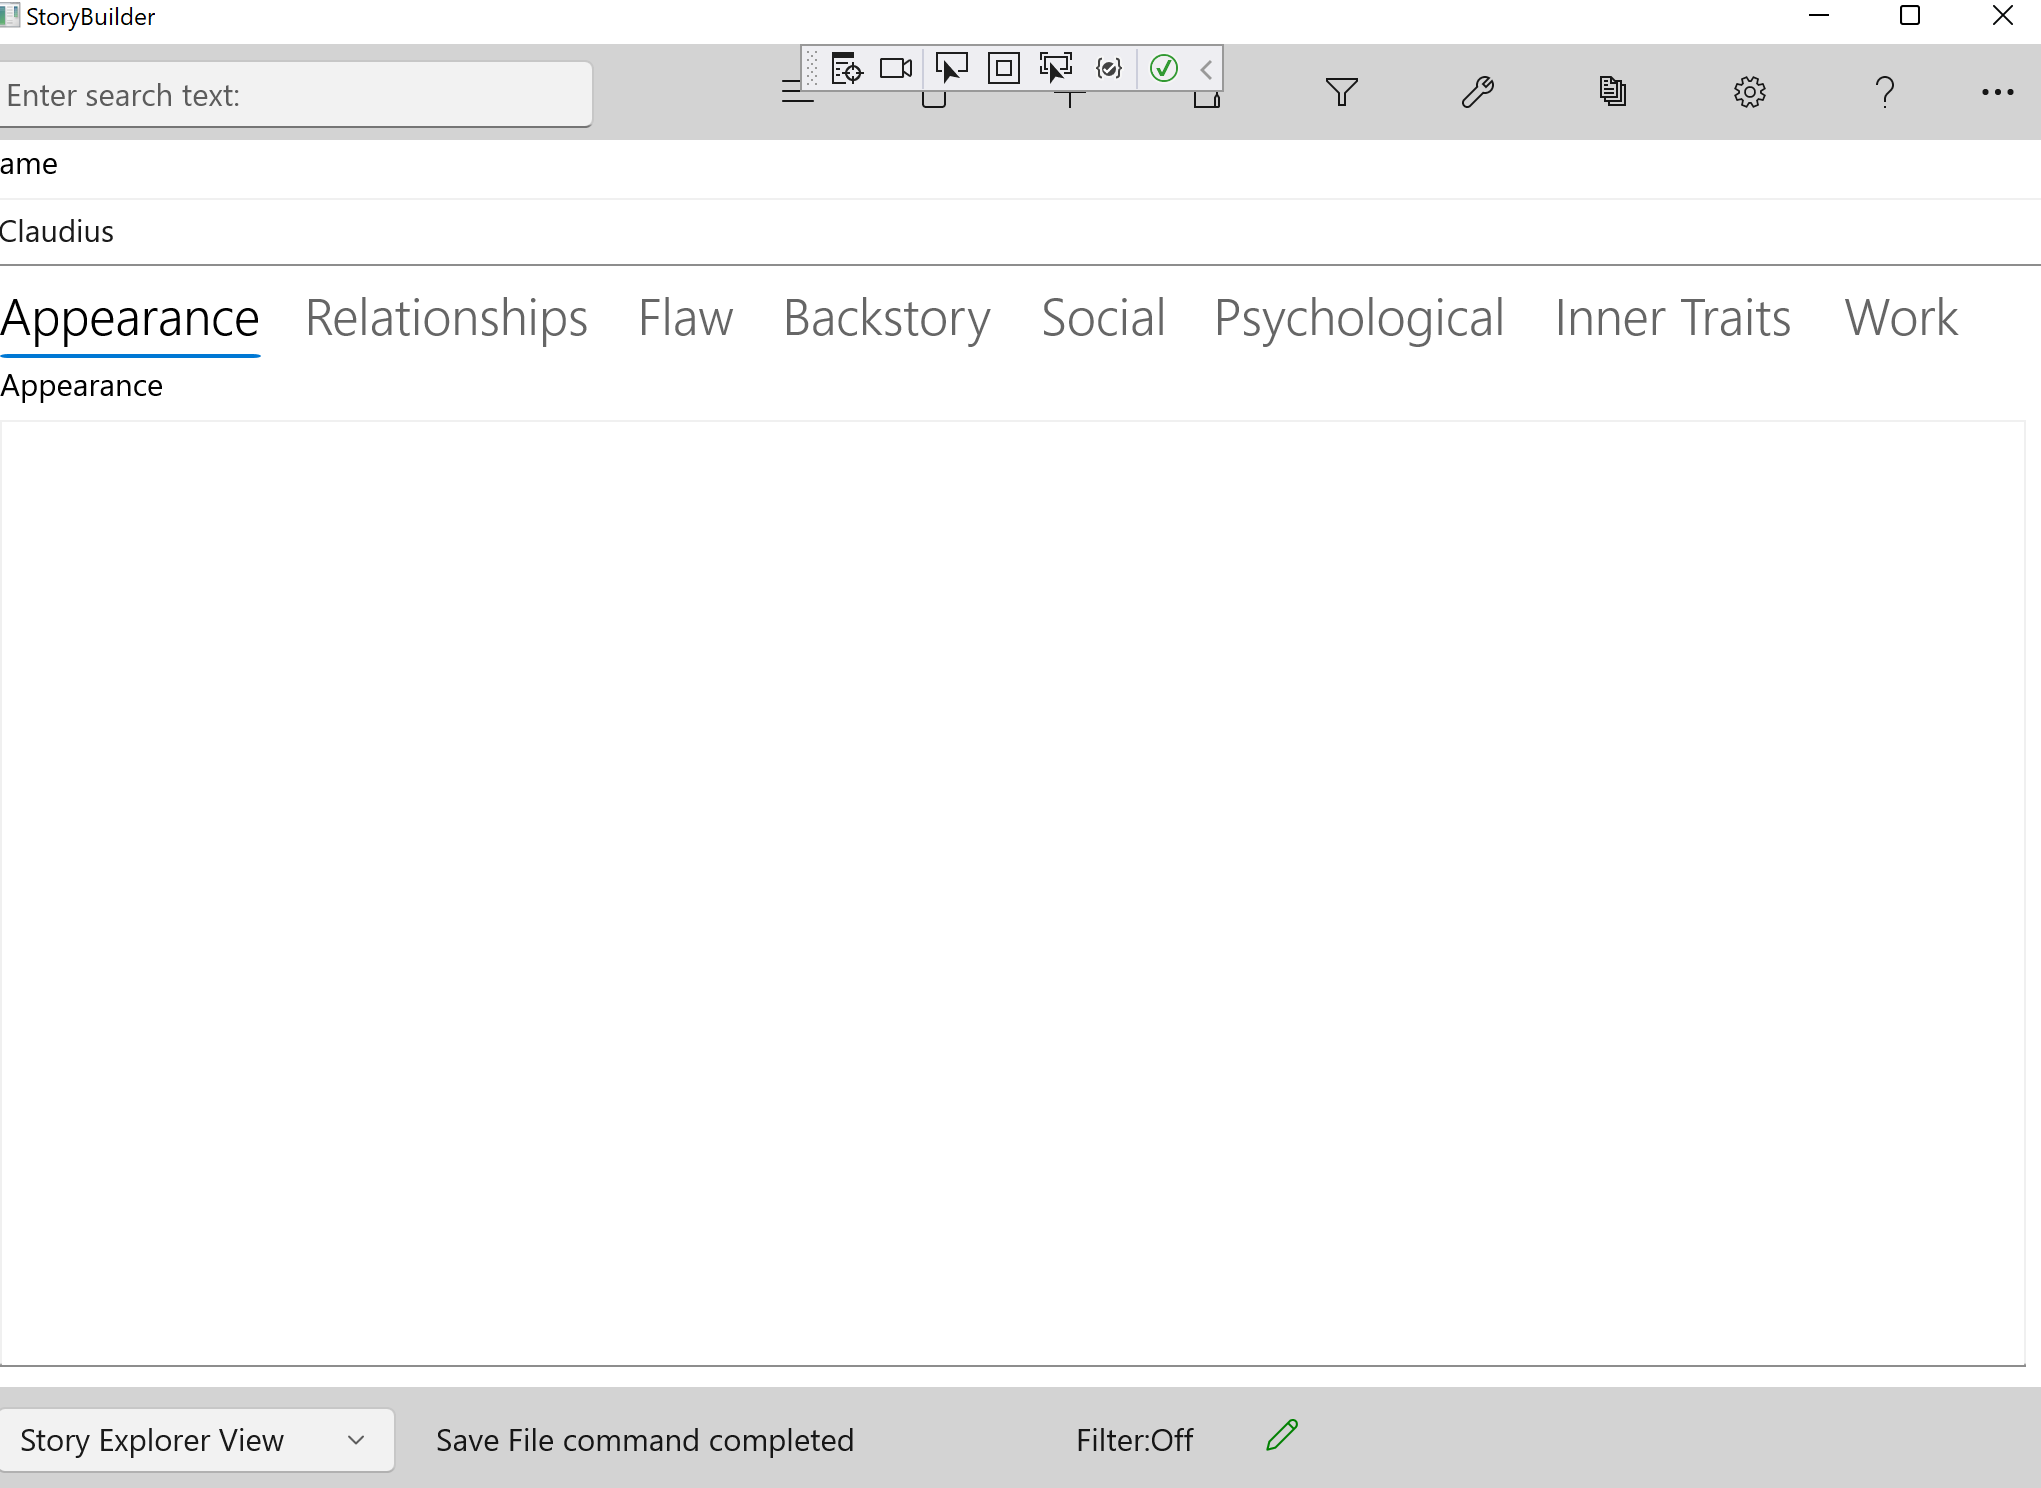 StoryBuilder
Enter search text:
ame
Claudius
Appearance Relationships Flaw Backstory Social Psychological Inner Traits Work
Appearance
Story Explorer View Save File command completed Filter:Off